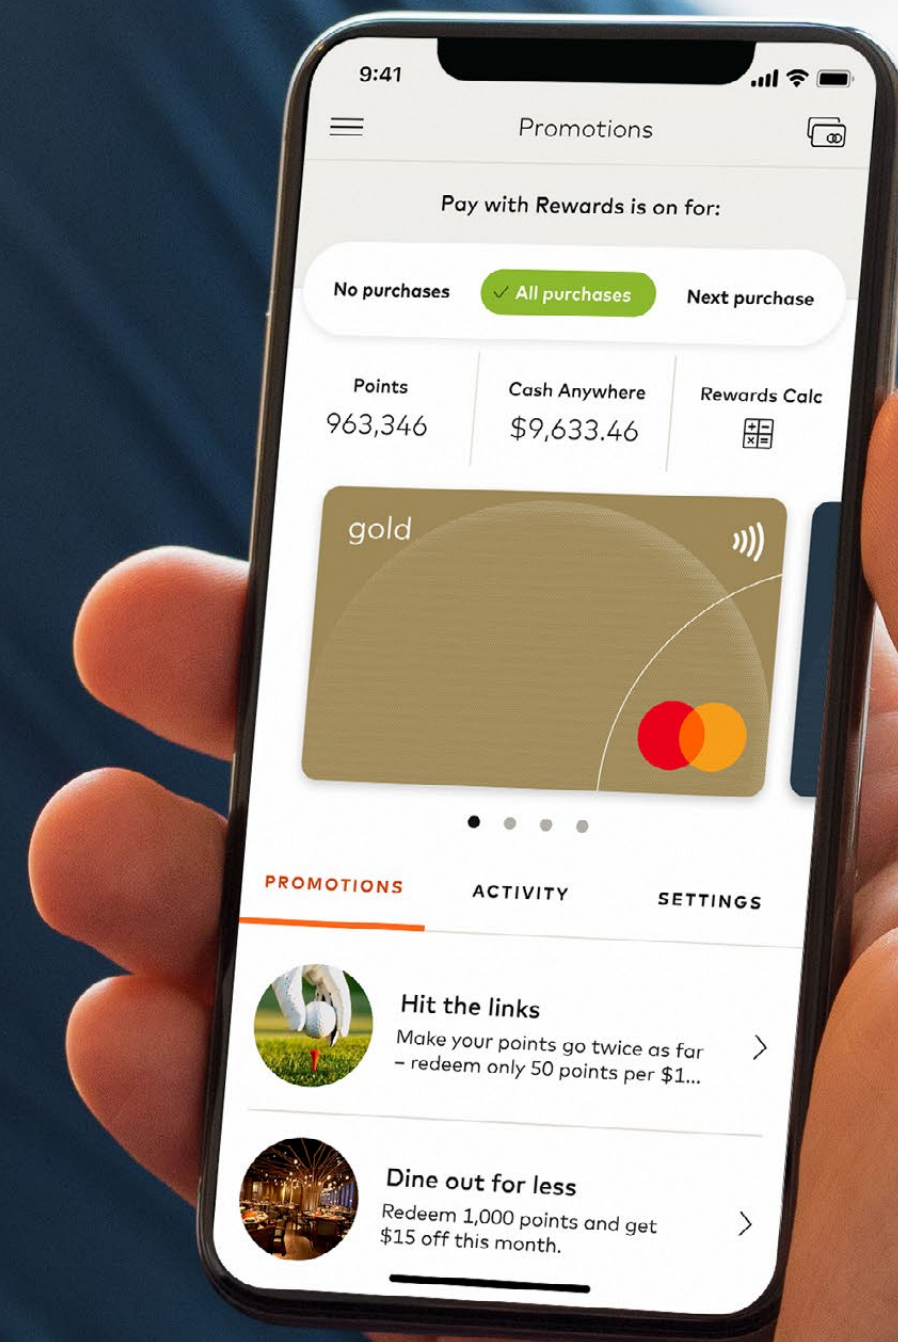 9:41
Promotions
Pay with Rewards is on for:
No purchases
All purchases
Next purchase
Points
Cash Anywhere
Rewards Calc
963,346
$9,633.46
gold
PROMOTIONS
ACTIVITY
SETTINGS
Hit the links
Make your points go twice as far
– redeem only 50 points per $1...
Dine out for less
Redeem 1,000 points and get
$15 off this month.